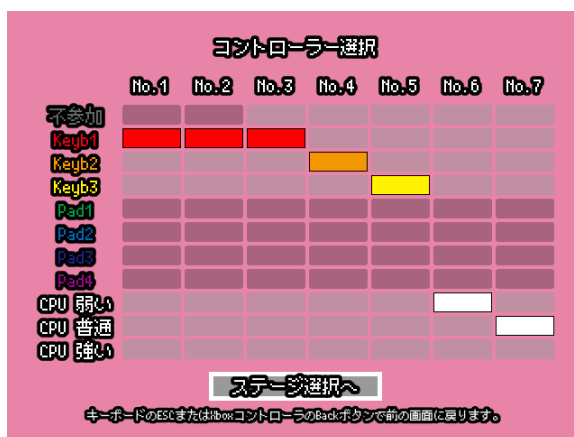 コントローラー選択
No.1 No.2 No.3 No.4 No.5 No.6 No.7
不参加
Keyb1
Keyb2
Keyb3
Pad1
Pad2
Pad3
Pad4
CPU 弱い
CPU 普通
CPU 強い
ステージ選択へ
キーボードのESCまたはXboxコントローラのBackボタンで前の画面に戻ります。